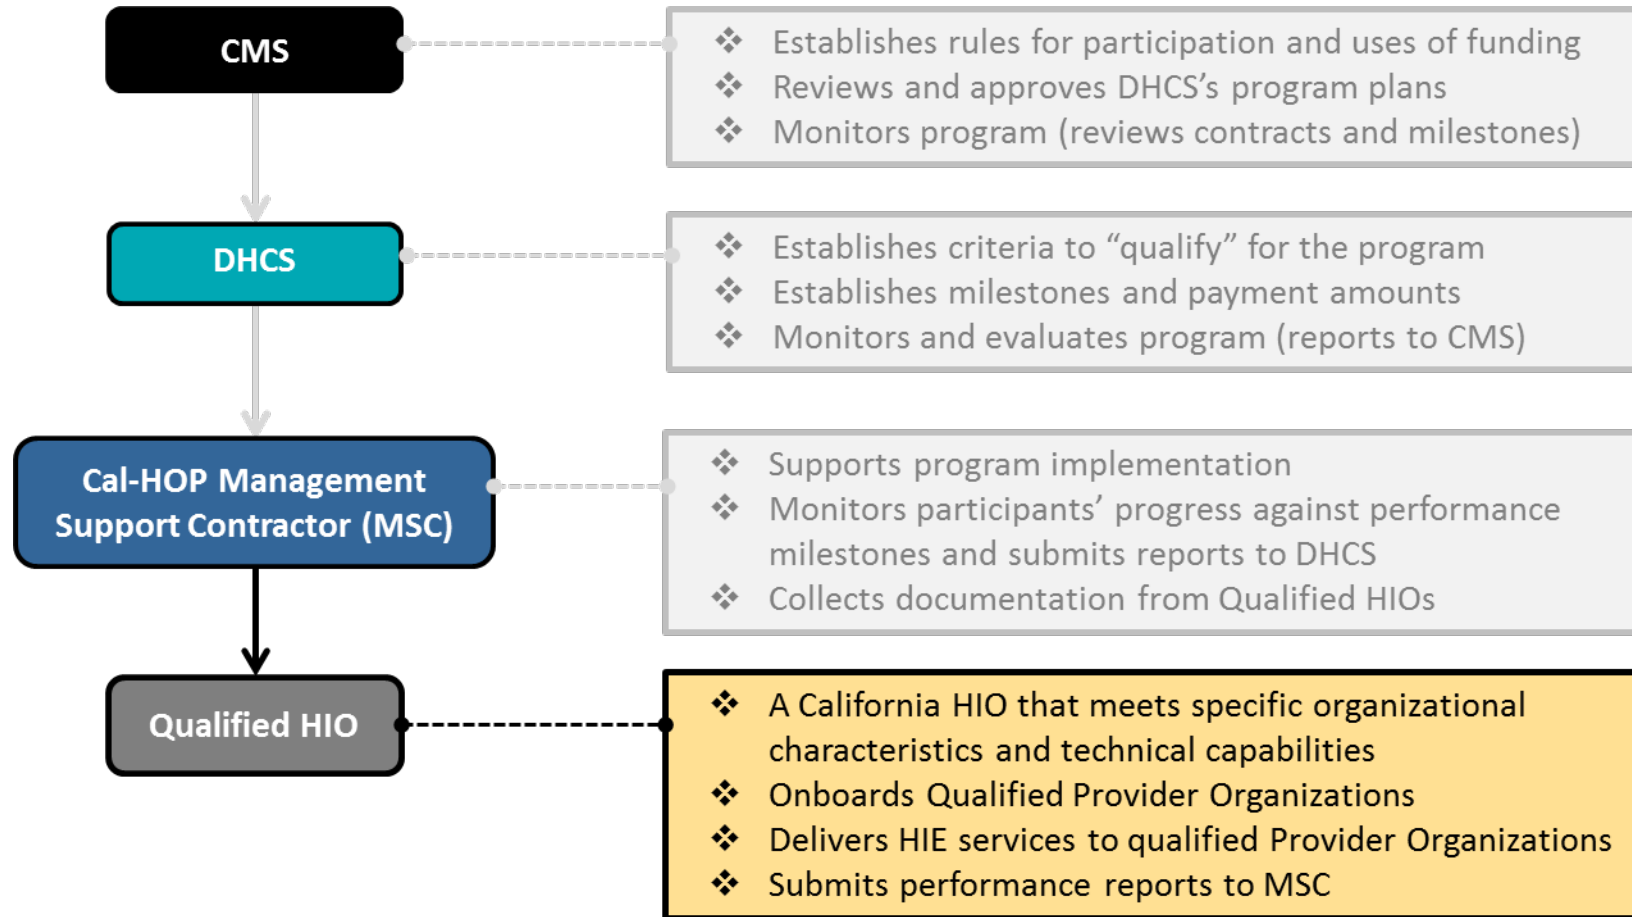 CMS
❖ Establishes rules for participation and uses of funding
❖ Reviews and approves DHCS’s program plans
❖ Monitors program (reviews contracts and milestones)
DHCS
❖ Establishes criteria to “qualify” for the program
❖ Establishes milestones and payment amounts
❖ Monitors and evaluates program (reports to CMS)
Cal-HOP Management
Support Contractor (MSC)
❖ Supports program implementation
❖ Monitors participants’ progress against performance
milestones and submits reports to DHCS
❖ Collects documentation from Qualified HIOs
Qualified HIO
❖ A California HIO that meets specific organizational
characteristics and technical capabilities
❖ Onboards Qualified Provider Organizations
❖ Delivers HIE services to qualified Provider Organizations
❖ Submits performance reports to MSC